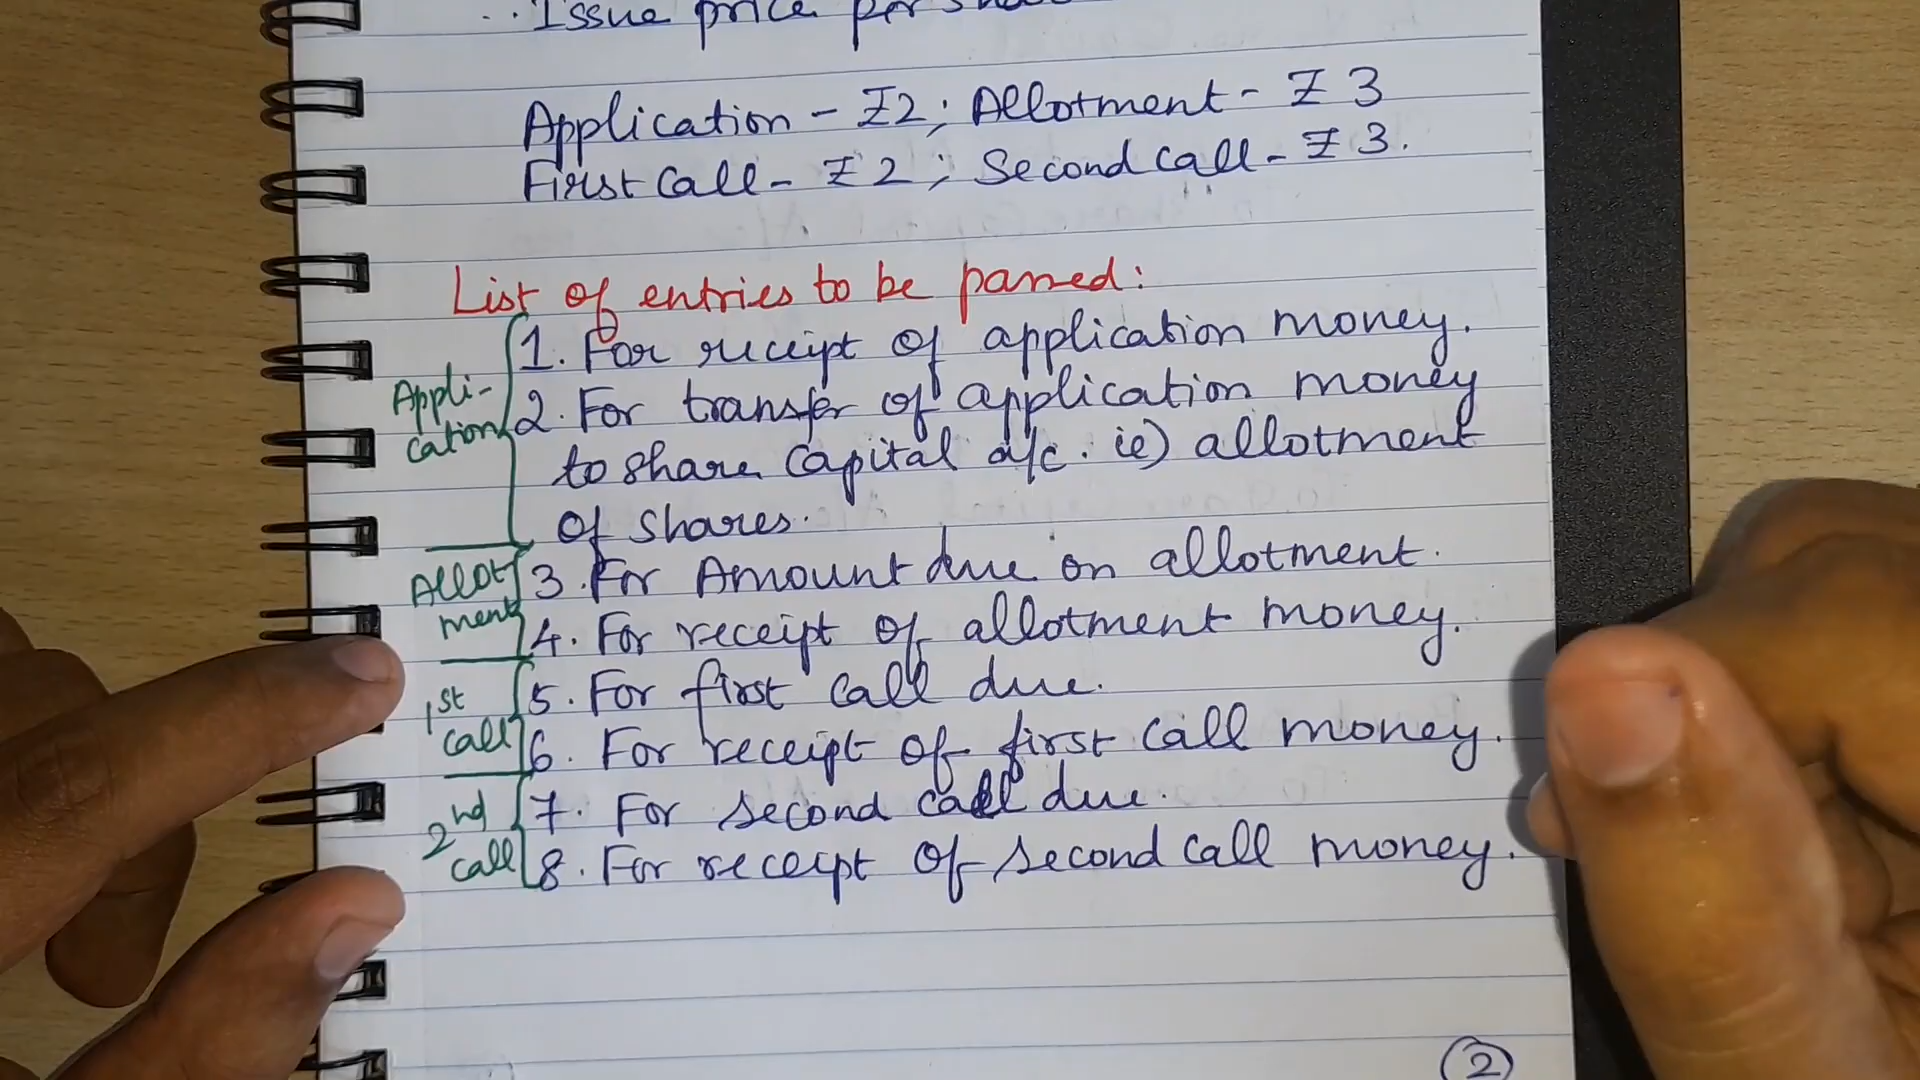 Issue price per share
Application - ₹2; Allotment - ₹3
First call - ₹2; Second call - ₹3.
List of entries to be passed:
Appli-
cation
1. For receipt of application money.
2. For transfer of application money
to share capital a/c. ie) allotment
of shares.
Allot
ment
3. For Amount due on allotment.
4. For receipt of allotment money.
1st
call
5. For first call due.
6. For receipt of first call money.
2nd
call
7. For second call due.
8. For receipt of second call money.
2